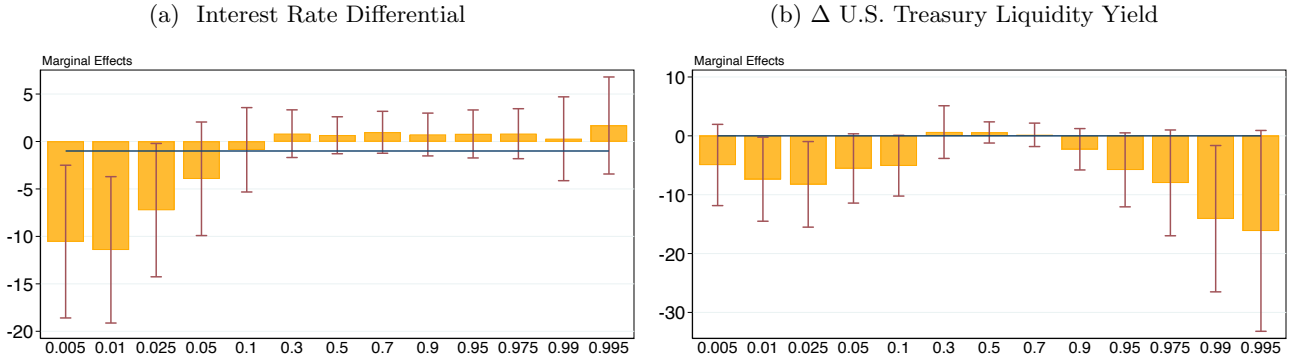 (a) Interest Rate Differential
Marginal Effects
5
0
-5
-10
-15
-20
0.005 0.01 0.025 0.05 0.1 0.3 0.5 0.7 0.9 0.95 0.975 0.99 0.995
(b) Δ U.S. Treasury Liquidity Yield
Marginal Effects
10
0
-10
-20
-30
0.005 0.01 0.025 0.05 0.1 0.3 0.5 0.7 0.9 0.95 0.975 0.99 0.995